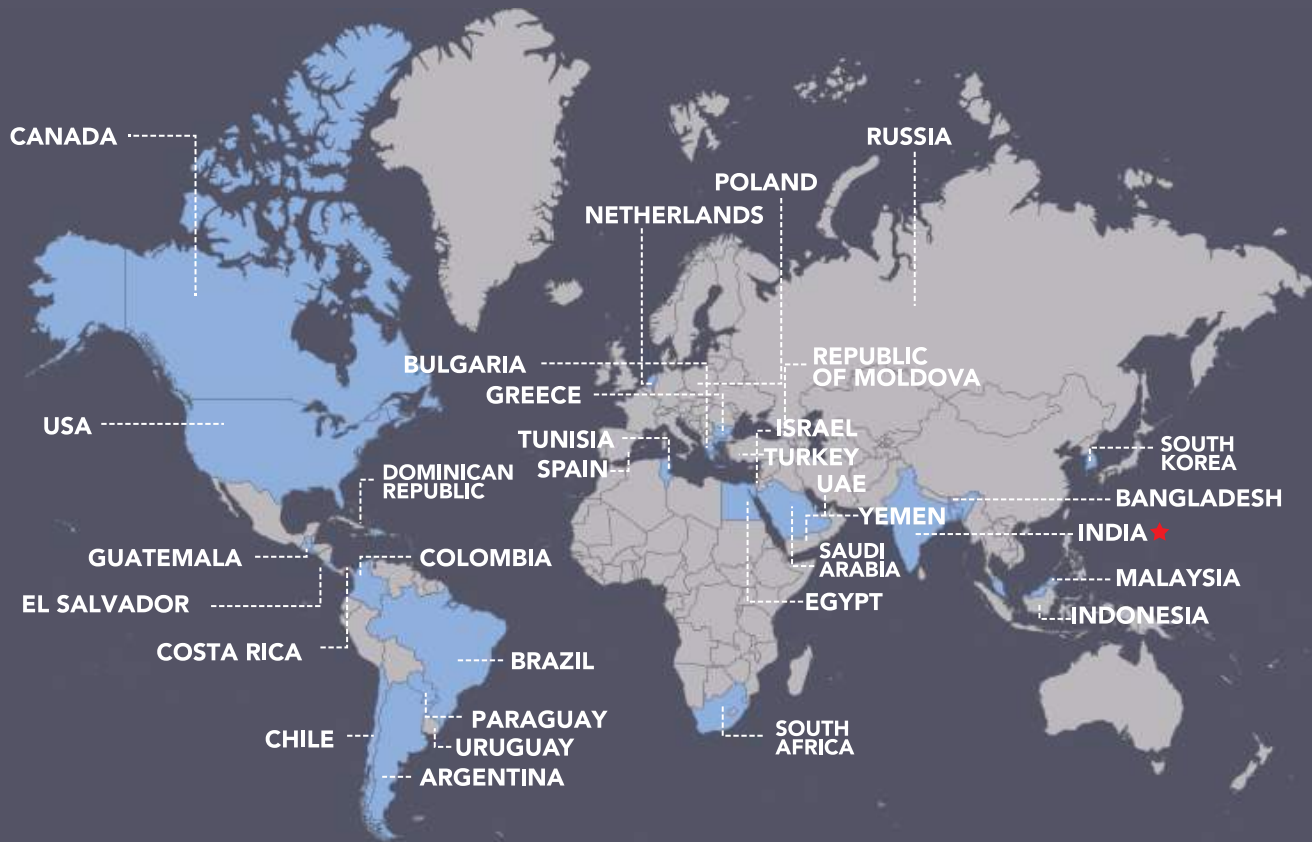 CANADA
RUSSIA
POLAND
NETHERLANDS
BULGARIA
REPUBLIC
OF MOLDOVA
GREECE
USA
ISRAEL
TUNISIA
TURKEY
SPAIN
SOUTH
KOREA
DOMINICAN
REPUBLIC
UAE
BANGLADESH
YEMEN
INDIA
GUATEMALA
COLOMBIA
SAUDI
ARABIA
MALAYSIA
EL SALVADOR
EGYPT
INDONESIA
COSTA RICA
BRAZIL
PARAGUAY
CHILE
URUGUAY
SOUTH
AFRICA
ARGENTINA